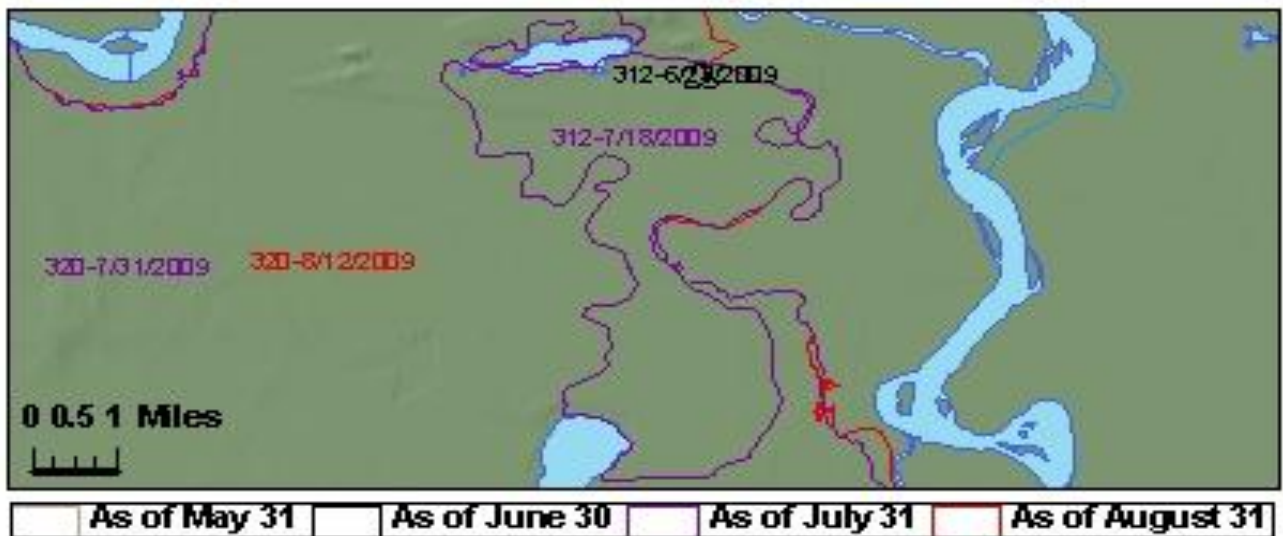 312-7/18/2009
320-7/31/2009 320-8/12/2009
0 0.5 1 Miles
As of May 31 As of June 30 As of July 31 As of August 31